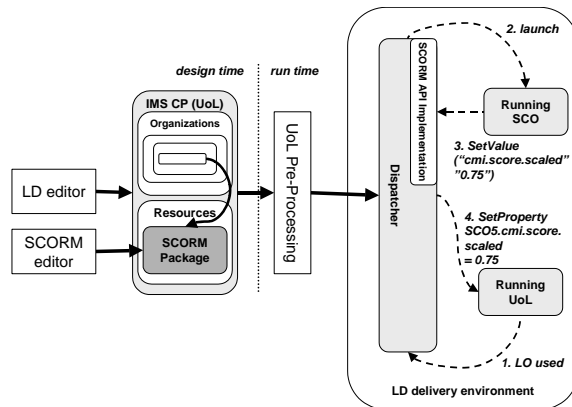 design time
run time
IMS CP (UoL)
Organizations
Resources
SCORM
Package
LD editor
SCORM
editor
UoL Pre-Processing
Dispatcher
SCORM API Implementation
2. launch
Running
SCO
3. SetValue
("cmi.score.scaled"
"0.75")
4. SetProperty
SCO5.cmi.score.
scaled
= 0.75
Running
UoL
1. LO used
LD delivery environment